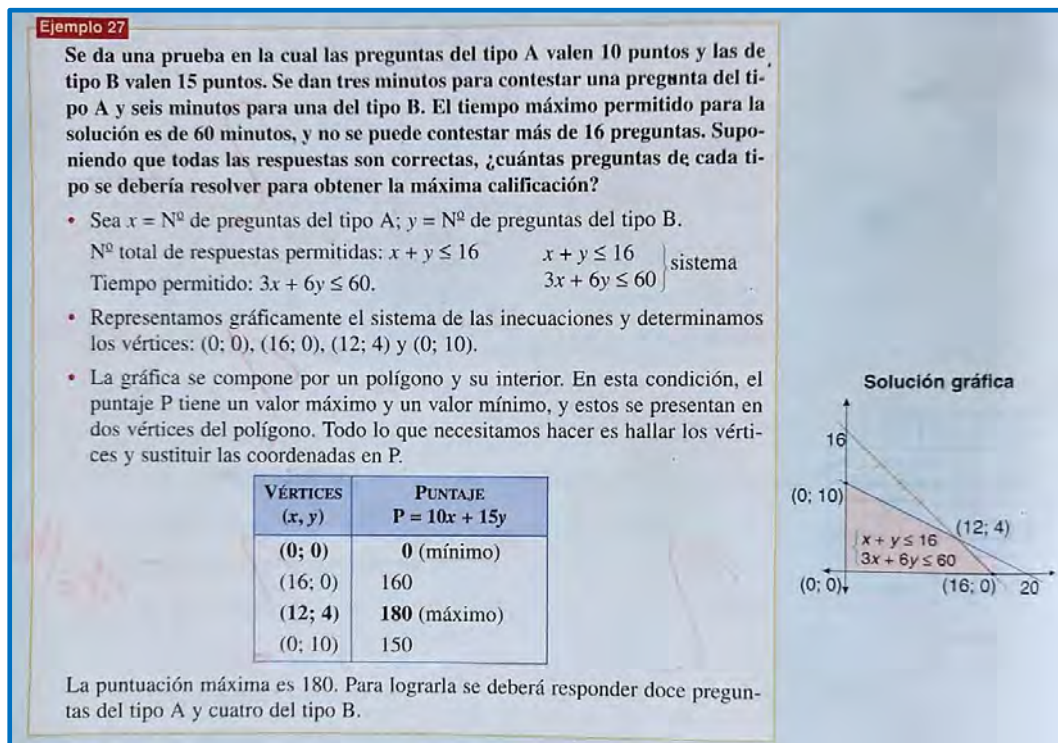 Ejemplo 27
Se da una prueba en la cual las preguntas del tipo A valen 10 puntos y las de
tipo B valen 15 puntos. Se dan tres minutos para contestar una pregunta del ti-
po A y seis minutos para una del tipo B. El tiempo máximo permitido para la
solución es de 60 minutos, y no se puede contestar más de 16 preguntas. Supo-
niendo que todas las respuestas son correctas, ¿cuántas preguntas de cada ti-
po se debería resolver para obtener la máxima calificación?
• Sea x = Nº de preguntas del tipo A; y = Nº de preguntas del tipo B.
Nº total de respuestas permitidas: x + y ≤ 16
Tiempo permitido: 3x + 6y ≤ 60.
x + y ≤ 16
3x + 6y ≤ 60
sistema
• Representamos gráficamente el sistema de las inecuaciones y determinamos
los vértices: (0; 0), (16; 0), (12; 4) y (0; 10).
• La gráfica se compone por un polígono y su interior. En esta condición, el
puntaje P tiene un valor máximo y un valor mínimo, y estos se presentan en
dos vértices del polígono. Todo lo que necesitamos hacer es hallar los vérti-
ces y sustituir las coordenadas en P.
VÉRTICES PUNTAJE
(x, y) P = 10x + 15y
(0; 0) 0 (mínimo)
(16; 0) 160
(12; 4) 180 (máximo)
(0; 10) 150
La puntuación máxima es 180. Para lograrla se deberá responder doce pregun-
tas del tipo A y cuatro del tipo B.
Solución gráfica
16
(0; 10)
(12; 4)
x + y ≤ 16
3x + 6y ≤ 60
(0; 0)
(16; 0)
20